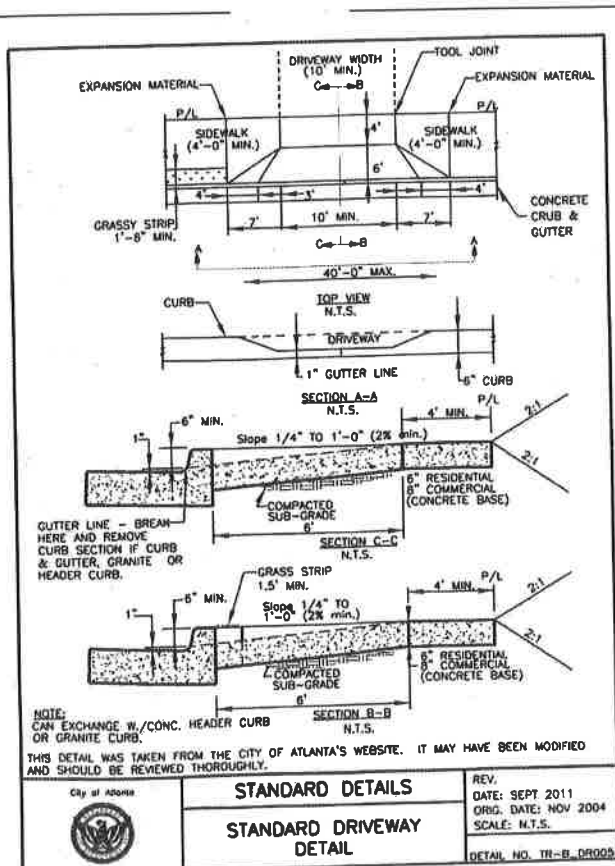 DRIVEWAY WIDTH
(10' MIN.)
TOOL JOINT
EXPANSION MATERIAL
C B
EXPANSION MATERIAL
P/L
P/L
SIDEWALK
(4'-0" MIN.)
4'
SIDEWALK
(4'-0" MIN.)
6'
4'
3'
4'
GRASSY STRIP
1'-6" MIN.
7'
10' MIN.
7'
CONCRETE
CRUB &
GUTTER
C B
A
A
40'-0" MAX.
TOP VIEW
N.T.S.
CURB
DRIVEWAY
1" GUTTER LINE
6" CURB
SECTION A-A
N.T.S.
P/L
6" MIN.
4' MIN.
2:1
1"
Slope 1/4" TO 1'-0" (2% min.)
2:1
COMPACTED
SUB-GRADE
6" RESIDENTIAL
8" COMMERCIAL
(CONCRETE BASE)
6'
GUTTER LINE - BREAK
HERE AND REMOVE
CURB SECTION IF CURB
& GUTTER, GRANITE OR
HEADER CURB.
SECTION C-C
N.T.S.
GRASS STRIP
1.5' MIN.
P/L
6" MIN.
4' MIN.
2:1
1"
Slope 1/4" TO
1'-0" (2% min.)
2:1
COMPACTED
SUB-GRADE
6" RESIDENTIAL
8" COMMERCIAL
(CONCRETE BASE)
6'
NOTE:
CAN EXCHANGE W./CONC. HEADER CURB
OR GRANITE CURB.
SECTION B-B
N.T.S.
THIS DETAIL WAS TAKEN FROM THE CITY OF ATLANTA'S WEBSITE. IT MAY HAVE BEEN MODIFIED
AND SHOULD BE REVIEWED THOROUGHLY.
City of Atlanta
STANDARD DETAILS
STANDARD DRIVEWAY
DETAIL
REV.
DATE: SEPT 2011
ORIG. DATE: NOV 2004
SCALE: N.T.S.
DETAIL NO. TR-B_DR005